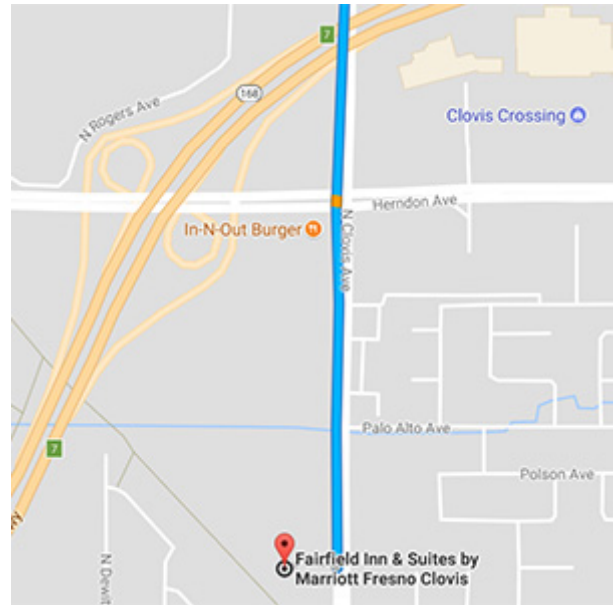 7
168
N Rogers Ave
Clovis Crossing
Herndon Ave
In-N-Out Burger
N Clovis Ave
Palo Alto Ave
7
Polson Ave
Fairfield Inn & Suites by
Marriott Fresno Clovis
N Dewit